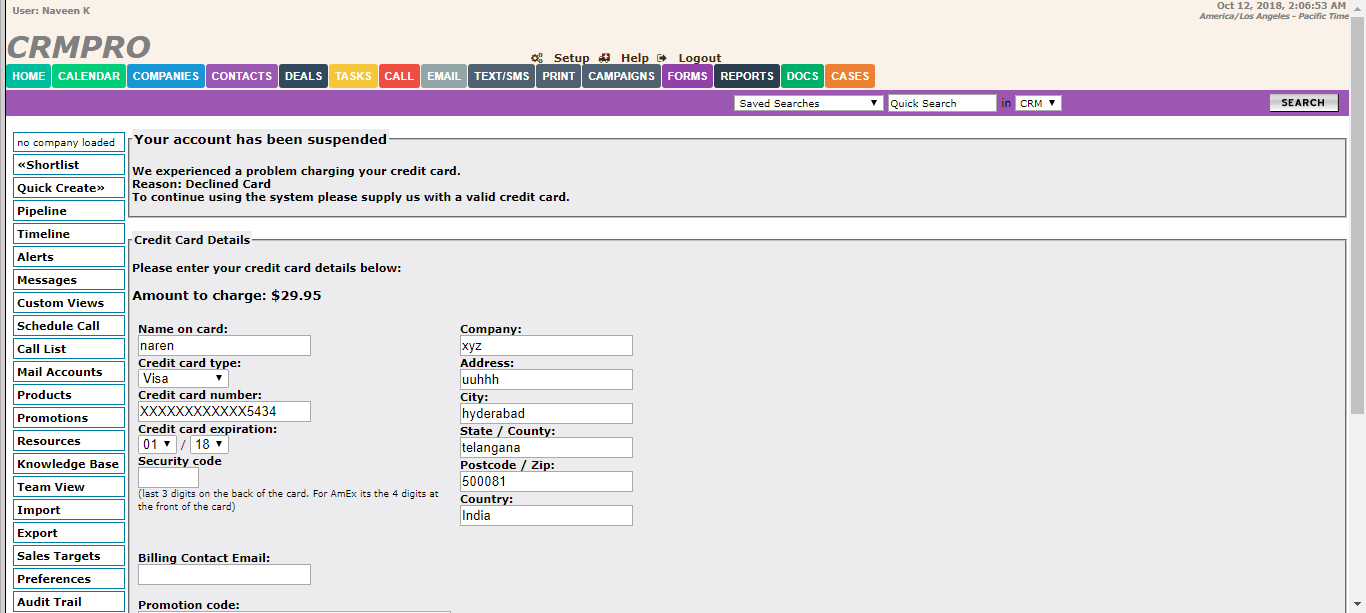 User: Naveen K
Oct 12, 2018, 2:06:53 AM
America/Los Angeles - Pacific Time
CRMPRO
Setup Help Logout
HOME CALENDAR COMPANIES CONTACTS DEALS TASKS CALL EMAIL TEXT/SMS PRINT CAMPAIGNS FORMS REPORTS DOCS CASES
Saved Searches Quick Search in CRM SEARCH
no company loaded
«Shortlist
Quick Create»
Pipeline
Timeline
Alerts
Messages
Custom Views
Schedule Call
Call List
Mail Accounts
Products
Promotions
Resources
Knowledge Base
Team View
Import
Export
Sales Targets
Preferences
Audit Trail
Your account has been suspended
We experienced a problem charging your credit card.
Reason: Declined Card
To continue using the system please supply us with a valid credit card.
Credit Card Details
Please enter your credit card details below:
Amount to charge: $29.95
Name on card:
naren
Credit card type:
Visa
Credit card number:
XXXXXXXXXXXX5434
Credit card expiration:
01 / 18
Security code
(last 3 digits on the back of the card. For AmEx its the 4 digits at
the front of the card)
Company:
xyz
Address:
uuhhh
City:
hyderabad
State / County:
telangana
Postcode / Zip:
500081
Country:
India
Billing Contact Email:
Promotion code: